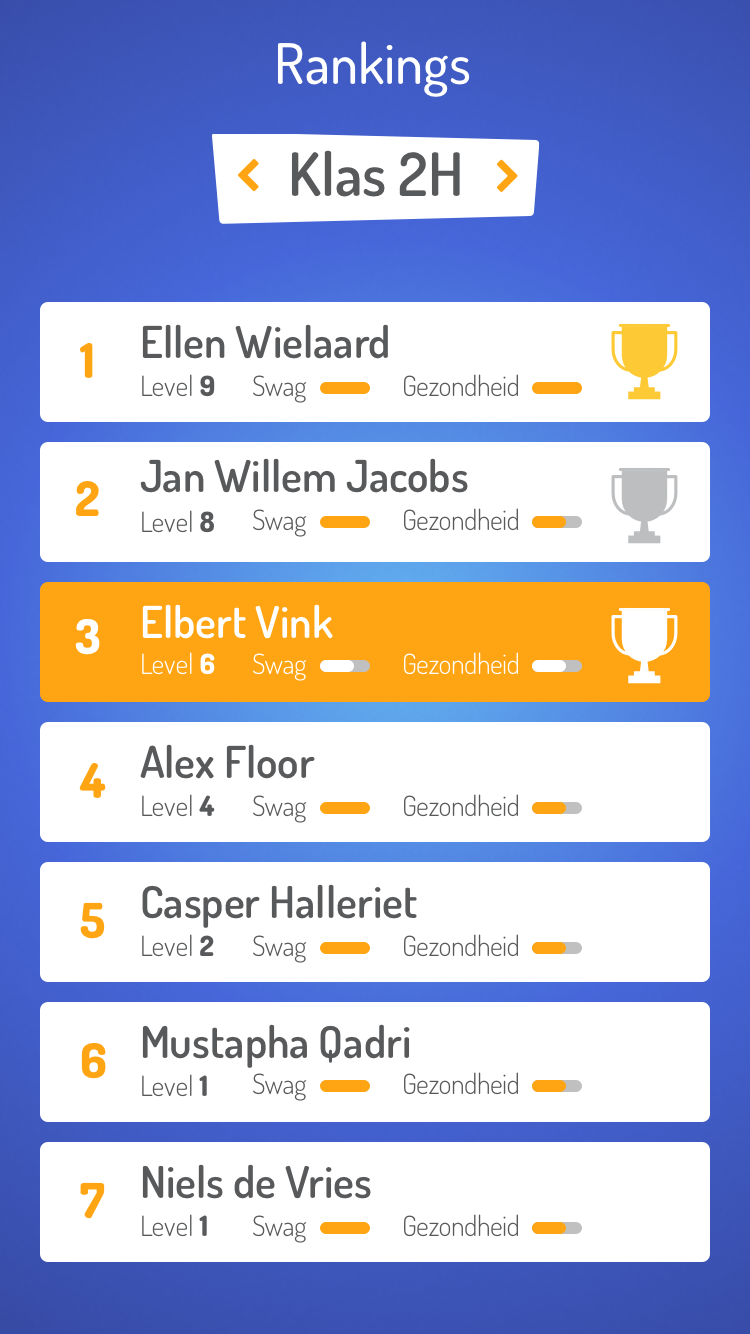 Rankings
Klas 2H
1 Ellen Wielaard
Level 9 Swag Gezondheid
2 Jan Willem Jacobs
Level 8 Swag Gezondheid
3 Elbert Vink
Level 6 Swag Gezondheid
4 Alex Floor
Level 4 Swag Gezondheid
5 Casper Halleriet
Level 2 Swag Gezondheid
6 Mustapha Qadri
Level 1 Swag Gezondheid
7 Niels de Vries
Level 1 Swag Gezondheid